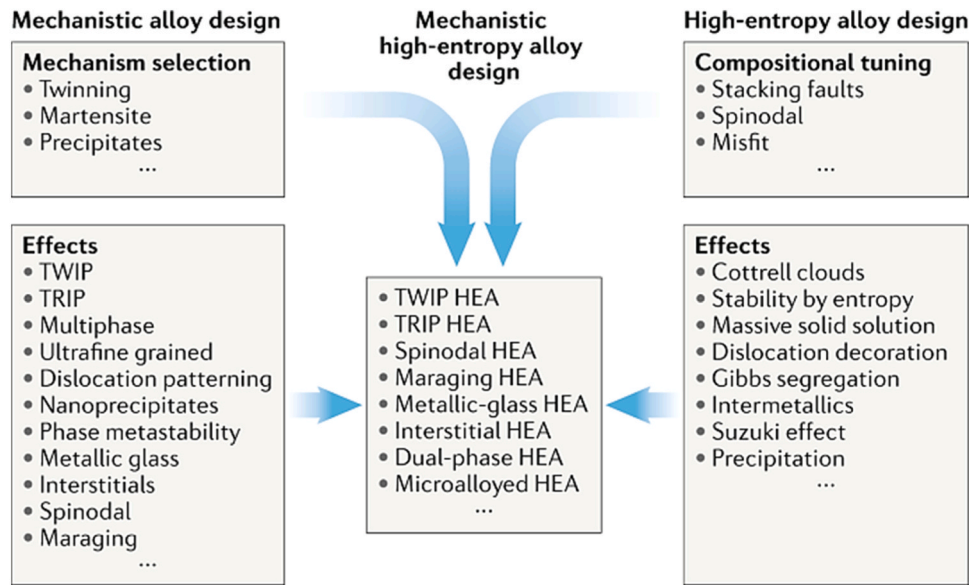 Mechanistic alloy design
Mechanism selection
• Twinning
• Martensite
• Precipitates
...
Effects
• TWIP
• TRIP
• Multiphase
• Ultrafine grained
• Dislocation patterning
• Nanoprecipitates
• Phase metastability
• Metallic glass
• Interstitials
• Spinodal
• Maraging
...
Mechanistic
high-entropy alloy
design
• TWIP HEA
• TRIP HEA
• Spinodal HEA
• Maraging HEA
• Metallic-glass HEA
• Interstitial HEA
• Dual-phase HEA
• Microalloyed HEA
...
High-entropy alloy design
Compositional tuning
• Stacking faults
• Spinodal
• Misfit
...
Effects
• Cottrell clouds
• Stability by entropy
• Massive solid solution
• Dislocation decoration
• Gibbs segregation
• Intermetallics
• Suzuki effect
• Precipitation
...